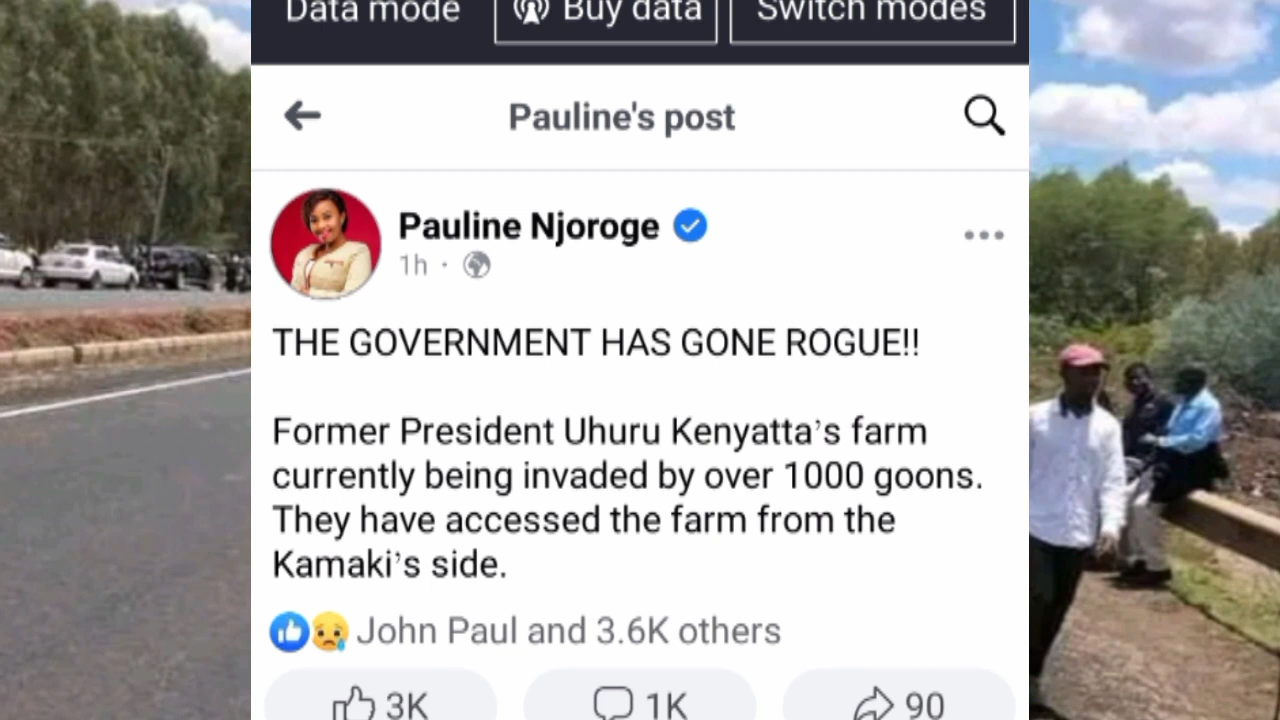 Data mode
Buy data
Switch modes
Pauline's post
Pauline Njoroge
1h ·
THE GOVERNMENT HAS GONE ROGUE!!
Former President Uhuru Kenyatta's farm
currently being invaded by over 1000 goons.
They have accessed the farm from the
Kamaki's side.
John Paul and 3.6K others
3K
1K
90